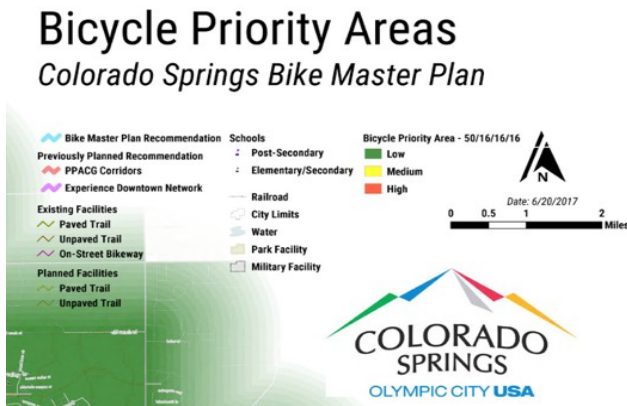 Bicycle Priority Areas
Colorado Springs Bike Master Plan
Bike Master Plan Recommendation
Previously Planned Recommendation
PPACG Corridors
Experience Downtown Network
Existing Facilities
Paved Trail
Unpaved Trail
On-Street Bikeway
Planned Facilities
Paved Trail
Unpaved Trail
Schools
Post-Secondary
Elementary/Secondary
Railroad
City Limits
Water
Park Facility
Military Facility
Bicycle Priority Area - 50/16/16/16
Low
Medium
High
N
Date: 6/20/2017
0 0.5 1 2
Miles
COLORADO
SPRINGS
OLYMPIC CITY USA